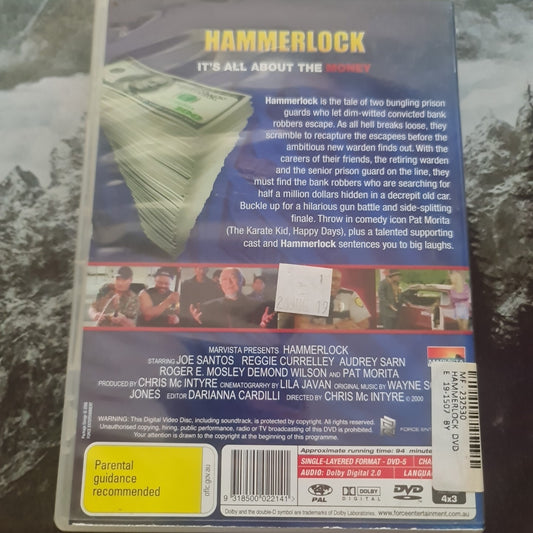 HAMMERLOCK
IT'S ALL ABOUT THE MONEY
Hammerlock is the tale of two bungling prison
guards who let dim-witted convicted bank
robbers escape. As all hell breaks loose, they
scramble to recapture the escapees before the
ambitious new warden finds out. With the
careers of their friends, the retiring warden
and the senior prison guard on the line, they
must find the bank robbers who are searching for
half a million dollars hidden in a decrepit old car.
Buckle up for a hilarious gun battle and side-splitting
finale. Throw in comedy icon Pat Morita
(The Karate Kid, Happy Days), plus a talented supporting
cast and Hammerlock sentences you to big laughs.
MARVISTA PRESENTS HAMMERLOCK
STARRING JOE SANTOS REGGIE CURRELLEY AUDREY SARN
ROGER E. MOSLEY DEMOND WILSON AND PAT MORITA
PRODUCED BY CHRIS Mc INTYRE CINEMATOGRARHY BY LILA JAVAN ORIGINAL MUSIC BY WAYNE
JONES EDITOR DARIANNA CARDILLI DIRECTED BY CHRIS Mc INTYRE © 2000
MARVISTA
WARNING: This Digital Video Disc, including soundtrack, is protected by copyright. All rights reserved.
Unauthorised copying, hiring, public performance, radio or TV broadcasting of this DVD is prohibited.
Your attention is drawn to the copyright at the beginning of this programme.
FORCE
Parental
guidance
recommended
oflc.gov.au
9 318500 022141
Approximate running time: 94
SINGLE-LAYERED FORMAT - DVD-5
AUDIO: Dolby Digital 2.0
PAL
DOLBY
DIGITAL
DVD
4x3
Dolby and the double-D symbol are trademarks of Dolby Laboratories. www.forceentertainment.com.au
MF 235530
HAMMERLOCK DVD
E 19-1507 BY